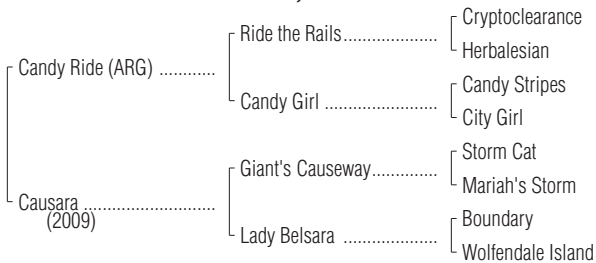 Cryptoclearance
Ride the Rails....................
Herbalesian
Candy Ride (ARG) ............
Candy Stripes
Candy Girl ........................
City Girl
Storm Cat
Giant's Causeway..............
Mariah's Storm
Causara ............................
(2009)
Boundary
Lady Belsara ....................
Wolfendale Island